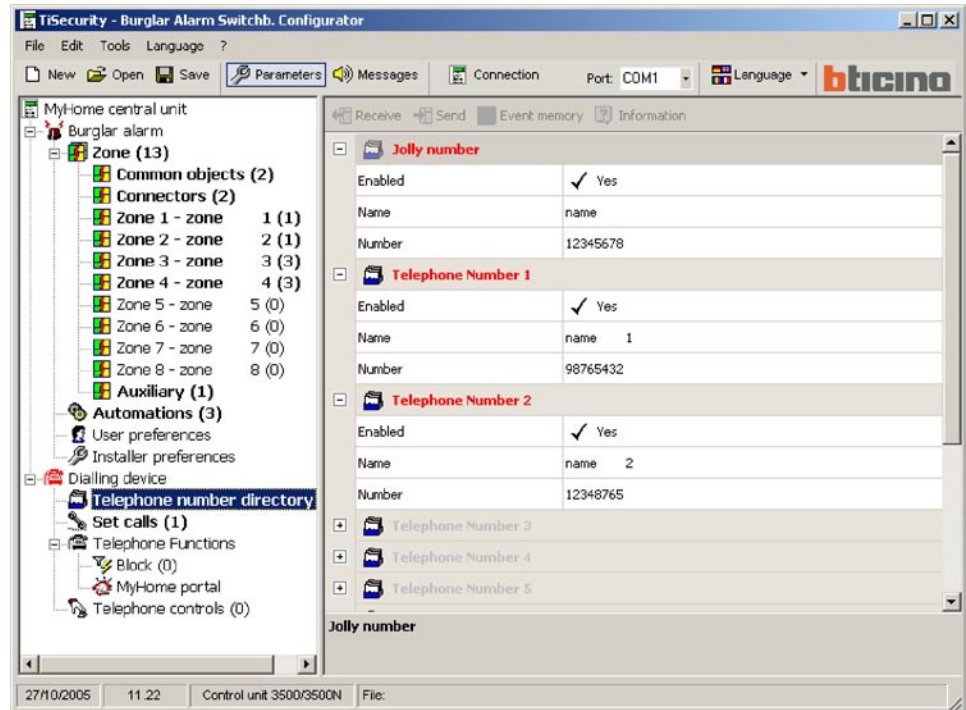 TiSecurity - Burglar Alarm Switchb. Configurator
File Edit Tools Language ?
New Open Save Parameters Messages Connection Port: COM1 Language bticino
MyHome central unit
Burglar alarm
Zone (13)
Common objects (2)
Connectors (2)
Zone 1 - zone 1 (1)
Zone 2 - zone 2 (1)
Zone 3 - zone 3 (3)
Zone 4 - zone 4 (3)
Zone 5 - zone 5 (0)
Zone 6 - zone 6 (0)
Zone 7 - zone 7 (0)
Zone 8 - zone 8 (0)
Auxiliary (1)
Automations (3)
User preferences
Installer preferences
Dialling device
Telephone number directory
Set calls (1)
Telephone Functions
Block (0)
MyHome portal
Telephone controls (0)
Receive Send Event memory Information
Jolly number
Enabled Yes
Name name
Number 12345678
Telephone Number 1
Enabled Yes
Name name 1
Number 98765432
Telephone Number 2
Enabled Yes
Name name 2
Number 12348765
Telephone Number 3
Telephone Number 4
Telephone Number 5
Jolly number
27/10/2005 11.22 Control unit 3500/3500N File: